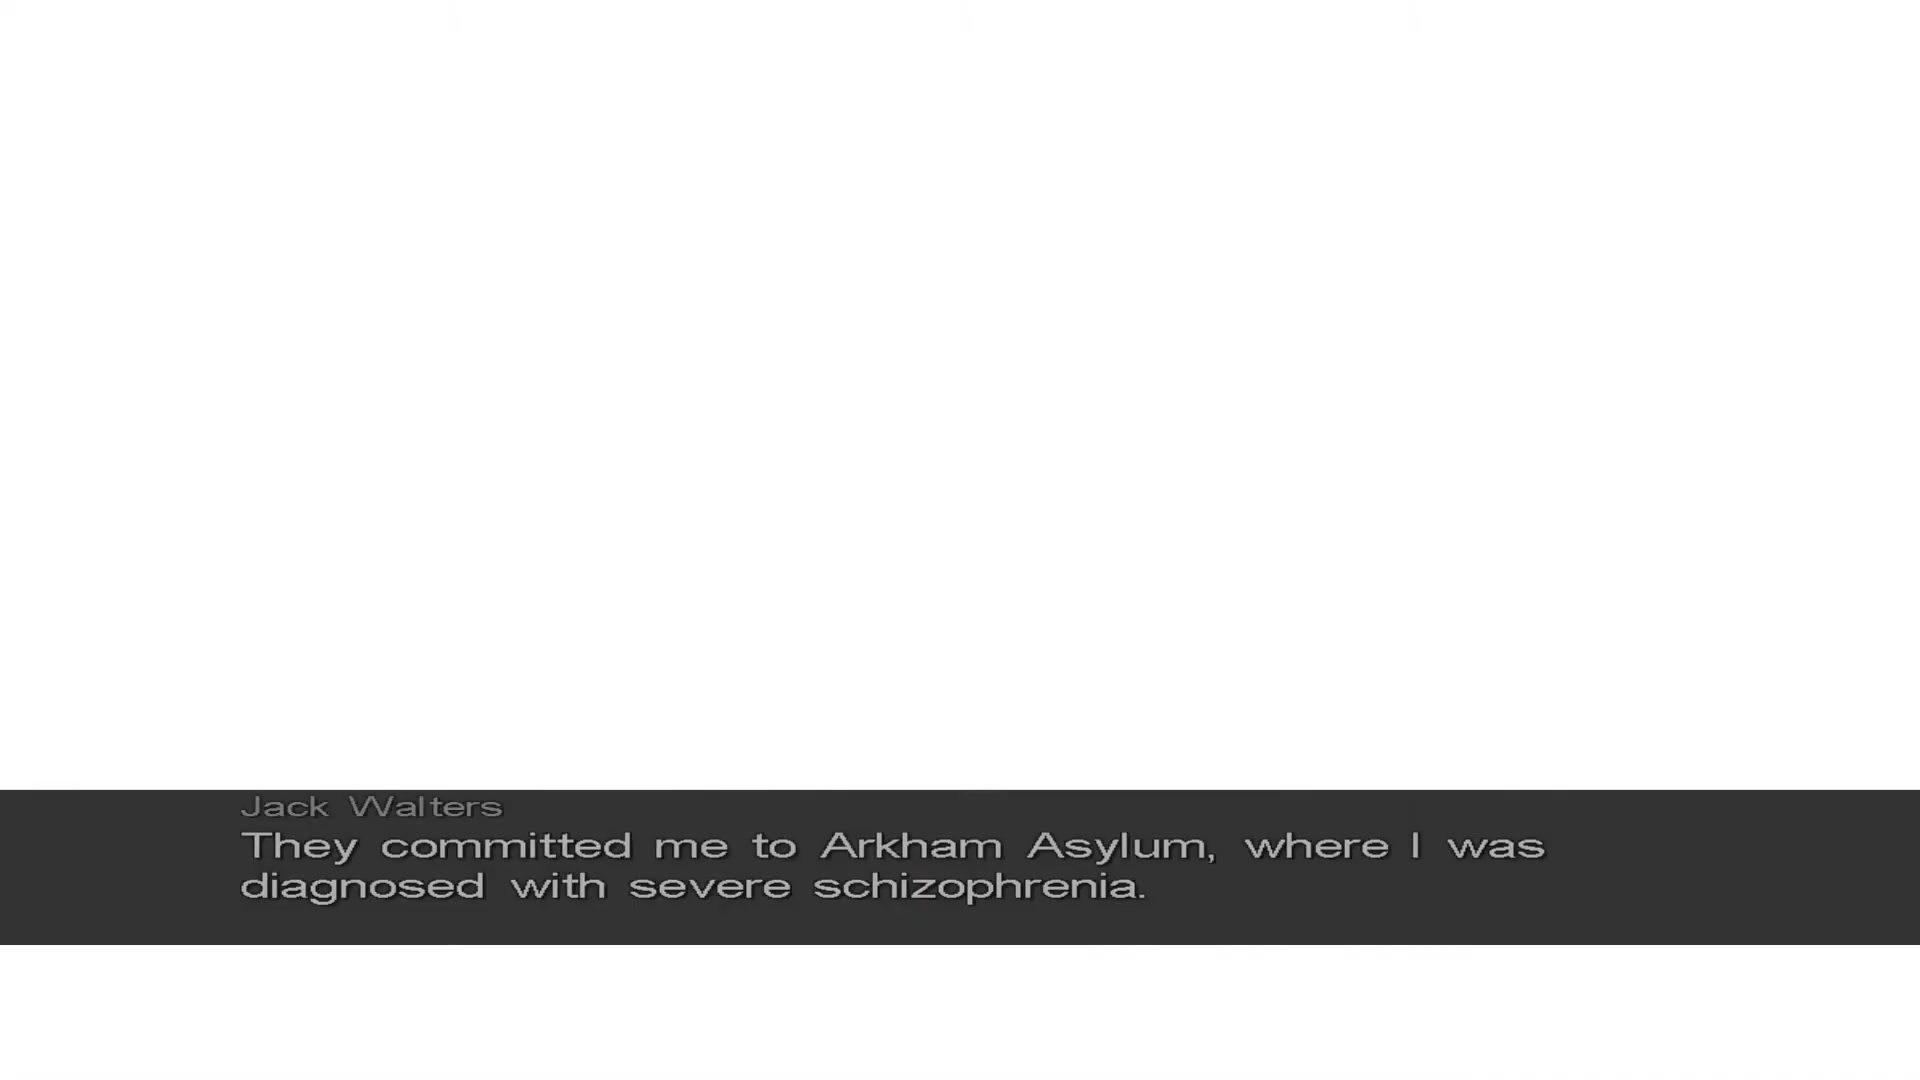 Jack Walters
They committed me to Arkham Asylum, where I was
diagnosed with severe schizophrenia.